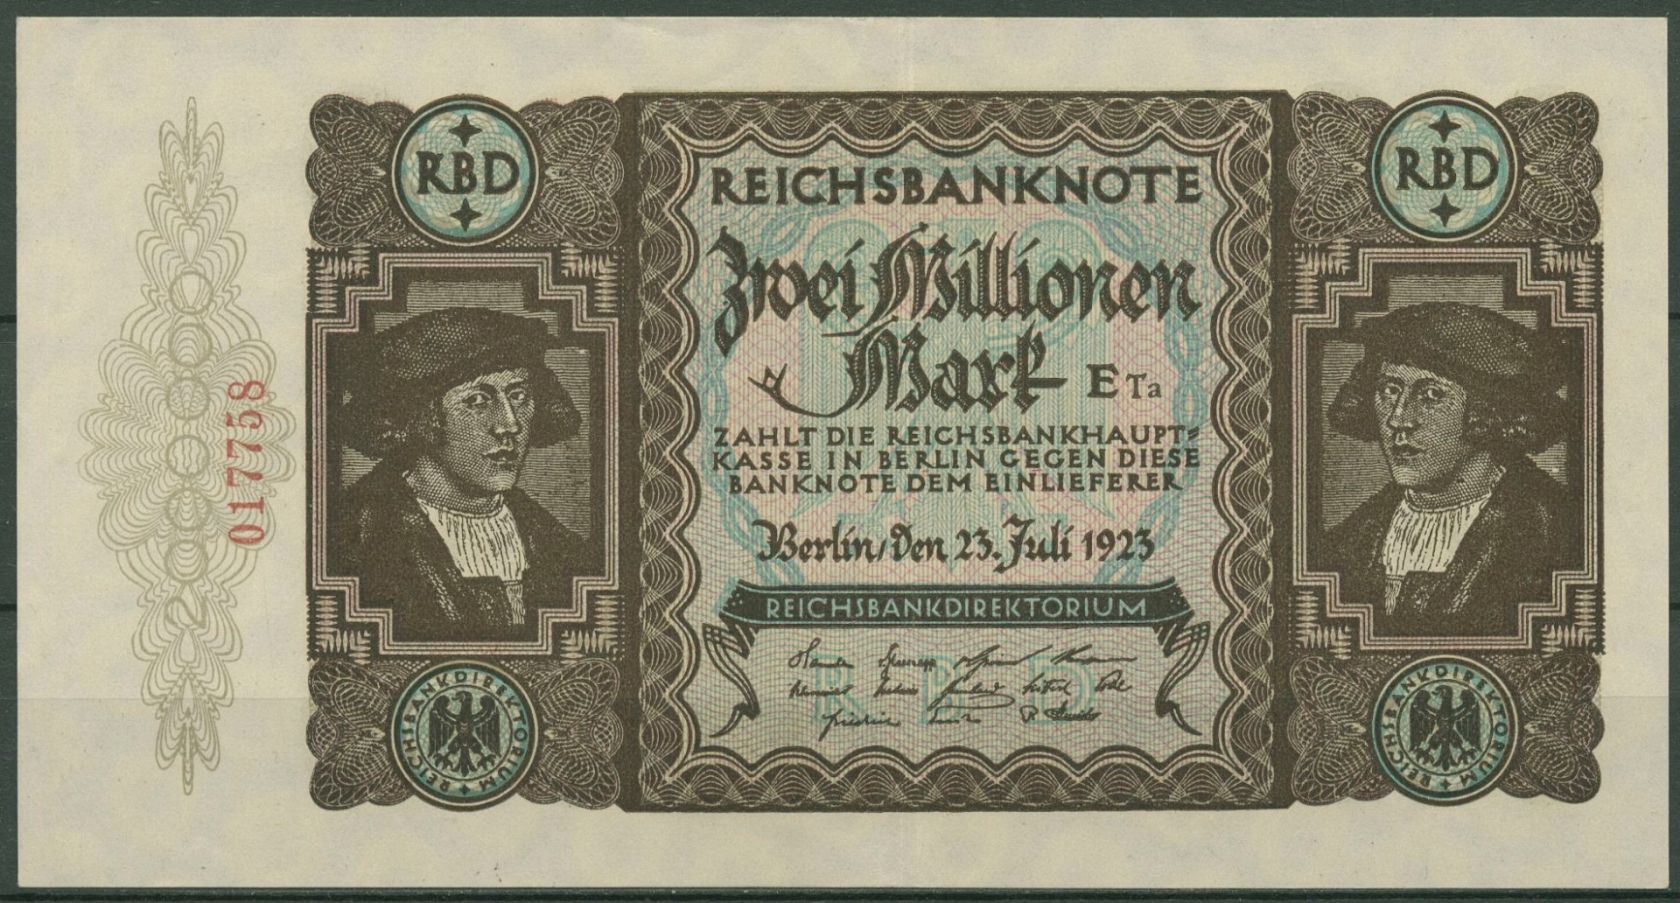 RBD
RBD
REICHSBANKNOTE
Zwei Millionen
Mark
E Ta
ZAHLT DIE REICHSBANKHAUPT=
KASSE IN BERLIN GEGEN DIESE
BANKNOTE DEM EINLIEFERER
Berlin, den 23. Juli 1923
REICHSBANKDIREKTORIUM
R B D
017758
2000000
REICHSBANKDIREKTORIUM
REICHSBANKDIREKTORIUM